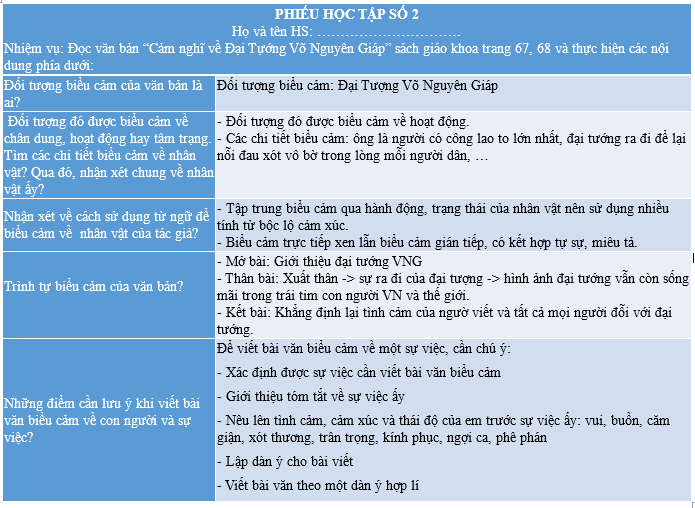 PHIẾU HỌC TẬP SỐ 2
Họ và tên HS: …………………………
Nhiệm vụ: Đọc văn bản “Cảm nghĩ về Đại Tướng Võ Nguyên Giáp” sách giáo khoa trang 67, 68 và thực hiện các nội
dung phía dưới:
Đối tượng biểu cảm của văn bản là
ai?
Đối tượng biểu cảm: Đại Tượng Võ Nguyên Giáp
Đối tượng đó được biểu cảm về
chân dung, hoạt động hay tâm trạng.
Tìm các chi tiết biểu cảm về nhân
vật? Qua đó, nhận xét chung về nhân
vật ấy?
- Đối tượng đó được biểu cảm về hoạt động.
- Các chi tiết biểu cảm: ông là người có công lao to lớn nhất, đại tướng ra đi để lại
nỗi đau xót vô bờ trong lòng mỗi người dân, …
Nhận xét về cách sử dụng từ ngữ để
biểu cảm về nhân vật của tác giả?
- Tập trung biểu cảm qua hành động, trạng thái của nhân vật nên sử dụng nhiều
tính từ bộc lộ cảm xúc.
- Biểu cảm trực tiếp xen lẫn biểu cảm gián tiếp, có kết hợp tự sự, miêu tả.
Trình tự biểu cảm của văn bản?
- Mở bài: Giới thiệu đại tướng VNG
- Thân bài: Xuất thân -> sự ra đi của đại tượng -> hình ảnh đại tướng vẫn còn sống
mãi trong trái tim con người VN và thế giới.
- Kết bài: Khẳng định lại tình cảm của ngườ viết và tất cả mọi người đỗi với đại
tướng.
Những điểm cần lưu ý khi viết bài
văn biểu cảm về con người và sự
việc?
Để viết bài văn biểu cảm về một sự việc, cần chú ý:
- Xác định được sự việc cần viết bài văn biểu cảm
- Giới thiệu tóm tắt về sự việc ấy
- Nêu lên tình cảm, cảm xúc và thái độ của em trước sự việc ấy: vui, buồn, căm
giận, xót thương, trân trọng, kính phục, ngợi ca, phê phán
- Lập dàn ý cho bài viết
- Viết bài văn theo một dàn ý hợp lí